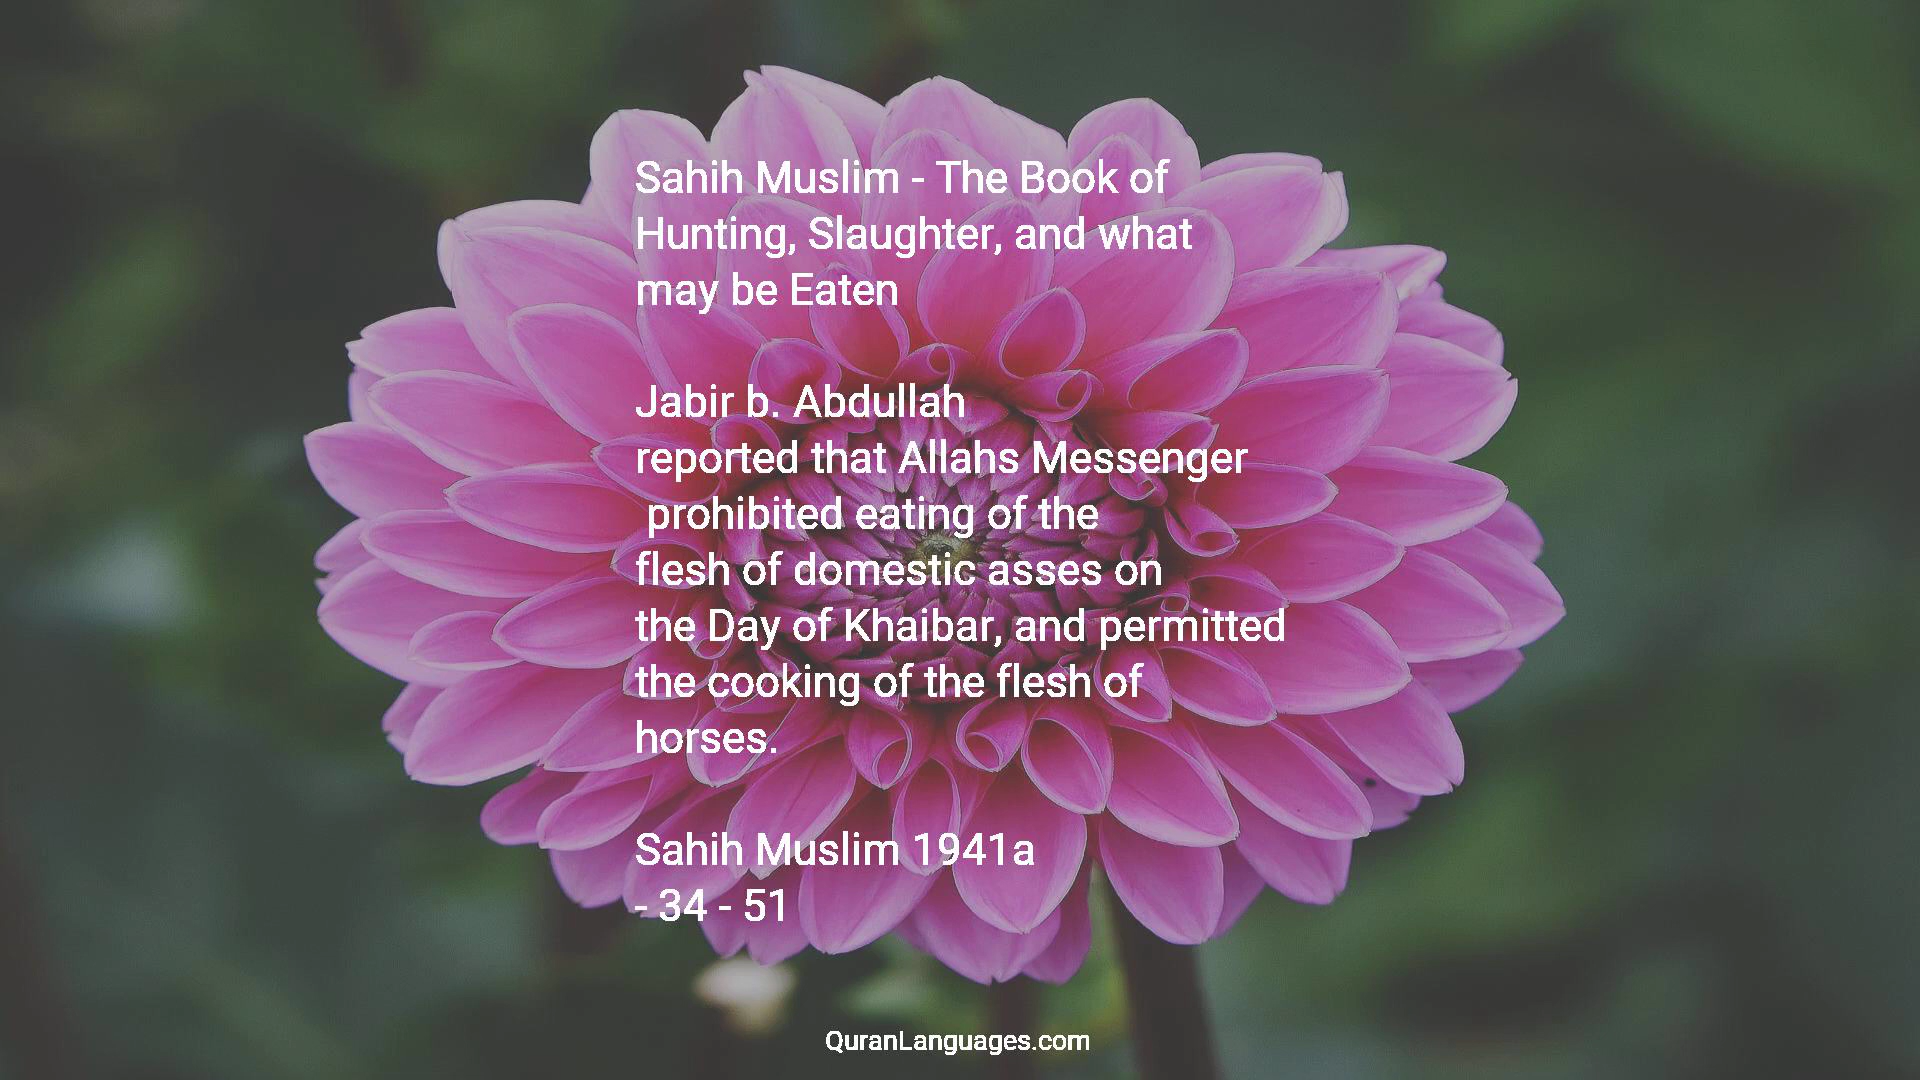 Sahih Muslim - The Book of
Hunting, Slaughter, and what
may be Eaten
Jabir b. Abdullah
reported that Allahs Messenger
prohibited eating of the
flesh of domestic asses on
the Day of Khaibar, and permitted
the cooking of the flesh of
horses.
Sahih Muslim 1941a
- 34 - 51
QuranLanguages.com